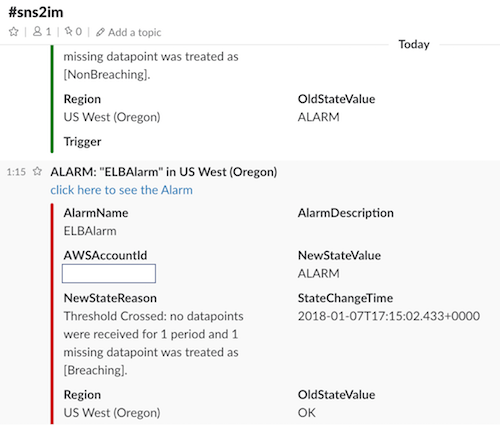 #sns2im
1 | 0 | Add a topic
Today
missing datapoint was treated as
[NonBreaching].
Region OldStateValue
US West (Oregon) ALARM
Trigger
1:15 ALARM: "ELBAlarm" in US West (Oregon)
click here to see the Alarm
AlarmName AlarmDescription
ELBAlarm
AWSAccountId NewStateValue
ALARM
NewStateReason StateChangeTime
Threshold Crossed: no datapoints 2018-01-07T17:15:02.433+0000
were received for 1 period and 1
missing datapoint was treated as
[Breaching].
Region OldStateValue
US West (Oregon) OK